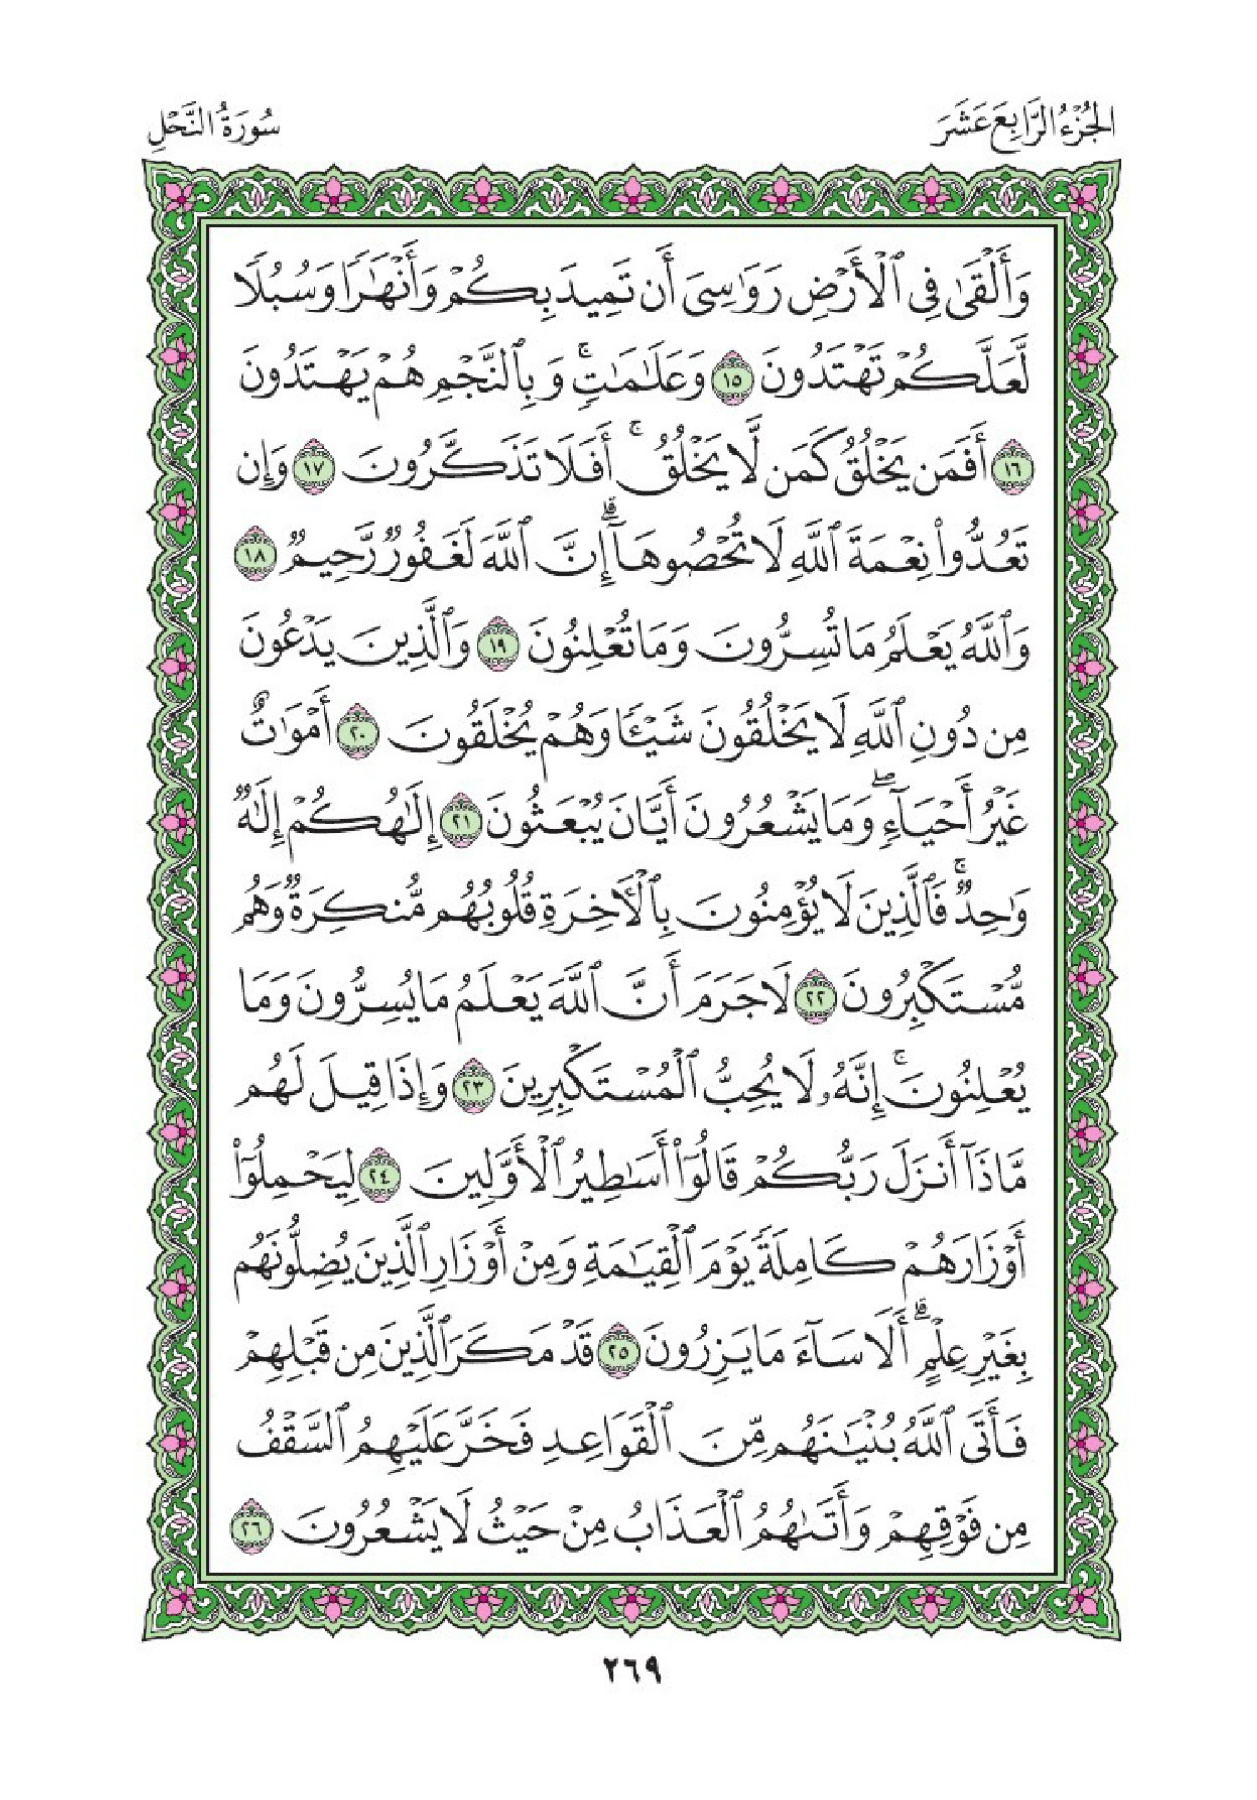 الجُزْءُ الرَّابِعَ عَشَرَ
سُورَةُ النَّحْلِ
وَأَلْقَىٰ فِى ٱلْأَرْضِ رَوَٰسِىَ أَن تَمِيدَ بِكُمْ وَأَنْهَٰرًا وَسُبُلًا
لَّعَلَّكُمْ تَهْتَدُونَ ١٥ وَعَلَٰمَٰتٍۚ وَبِٱلنَّجْمِ هُمْ يَهْتَدُونَ
١٦ أَفَمَن يَخْلُقُ كَمَن لَّا يَخْلُقُۚ أَفَلَا تَذَكَّرُونَ ١٧ وَإِن
تَعُدُّوا۟ نِعْمَةَ ٱللَّهِ لَا تُحْصُوهَآۗ إِنَّ ٱللَّهَ لَغَفُورٌ رَّحِيمٌ ١٨
وَٱللَّهُ يَعْلَمُ مَا تُسِرُّونَ وَمَا تُعْلِنُونَ ١٩ وَٱلَّذِينَ يَدْعُونَ
مِن دُونِ ٱللَّهِ لَا يَخْلُقُونَ شَيْـًٔا وَهُمْ يُخْلَقُونَ ٢٠ أَمْوَٰتٌ
غَيْرُ أَحْيَآءٍۖ وَمَا يَشْعُرُونَ أَيَّانَ يُبْعَثُونَ ٢١ إِلَٰهُكُمْ إِلَٰهٌ
وَٰحِدٌۚ فَٱلَّذِينَ لَا يُؤْمِنُونَ بِٱلْـَٔاخِرَةِ قُلُوبُهُم مُّنكِرَةٌ وَهُم
مُّسْتَكْبِرُونَ ٢٢ لَا جَرَمَ أَنَّ ٱللَّهَ يَعْلَمُ مَا يُسِرُّونَ وَمَا
يُعْلِنُونَۚ إِنَّهُۥ لَا يُحِبُّ ٱلْمُسْتَكْبِرِينَ ٢٣ وَإِذَا قِيلَ لَهُم
مَّاذَآ أَنزَلَ رَبُّكُمْ قَالُوٓا۟ أَسَٰطِيرُ ٱلْأَوَّلِينَ ٢٤ لِيَحْمِلُوٓا۟
أَوْزَارَهُمْ كَامِلَةً يَوْمَ ٱلْقِيَٰمَةِ وَمِنْ أَوْزَارِ ٱلَّذِينَ يُضِلُّونَهُم
بِغَيْرِ عِلْمٍۗ أَلَا سَآءَ مَا يَزِرُونَ ٢٥ قَدْ مَكَرَ ٱلَّذِينَ مِن قَبْلِهِمْ
فَأَتَى ٱللَّهُ بُنْيَٰنَهُم مِّنَ ٱلْقَوَاعِدِ فَخَرَّ عَلَيْهِمُ ٱلسَّقْفُ
مِن فَوْقِهِمْ وَأَتَىٰهُمُ ٱلْعَذَابُ مِنْ حَيْثُ لَا يَشْعُرُونَ ٢٦
٢٦٩